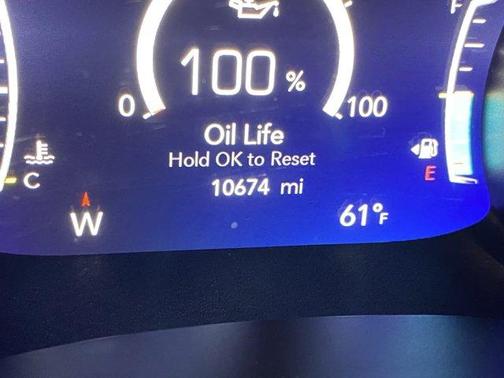 F
100 %
0
100
Oil Life
Hold OK to Reset
C
E
10674 mi
W
61°F